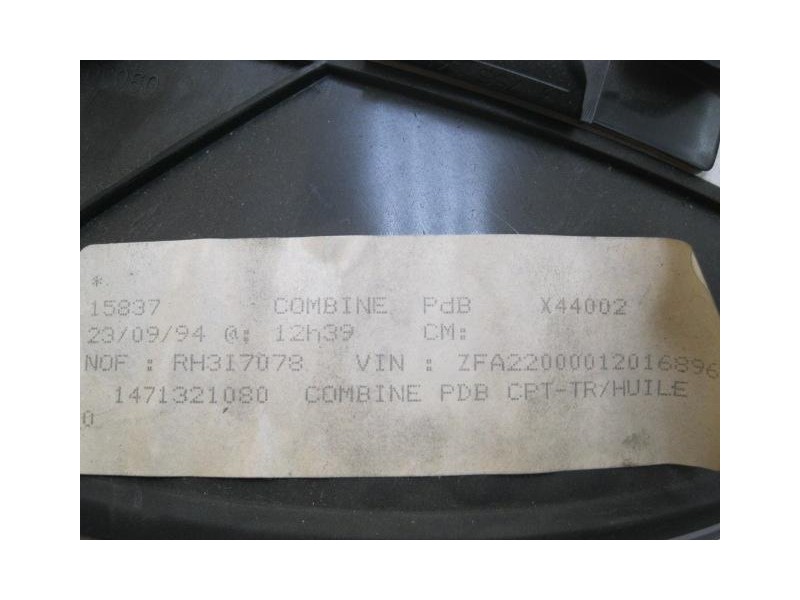 *
15837 COMBINE PdB X44002
23/09/94 @: 12h39 CM:
NOF : RH3I7078 VIN : ZFA22000012016896
1471321080 COMBINE PDB CPT-TR/HUILE
0